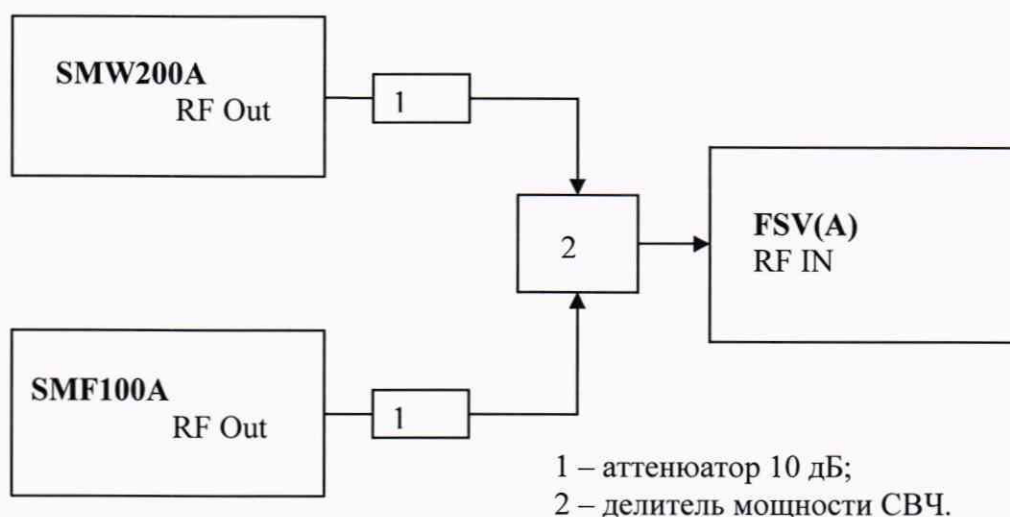 SMW200A
RF Out
1
2
FSV(A)
RF IN
SMF100A
RF Out
1
1 – аттенюатор 10 дБ;
2 – делитель мощности СВЧ.